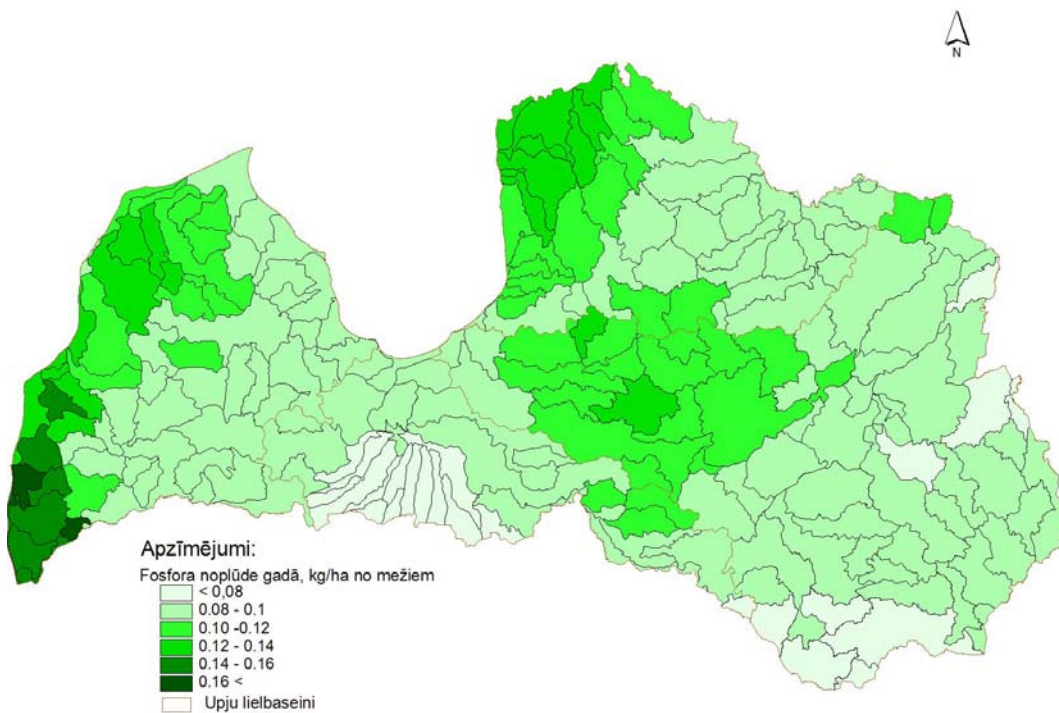 N
Apzīmējumi:
Fosfora noplūde gadā, kg/ha no mežiem
< 0,08
0.08 - 0.1
0.10 -0.12
0.12 - 0.14
0.14 - 0.16
0.16 <
Upju lielbaseini